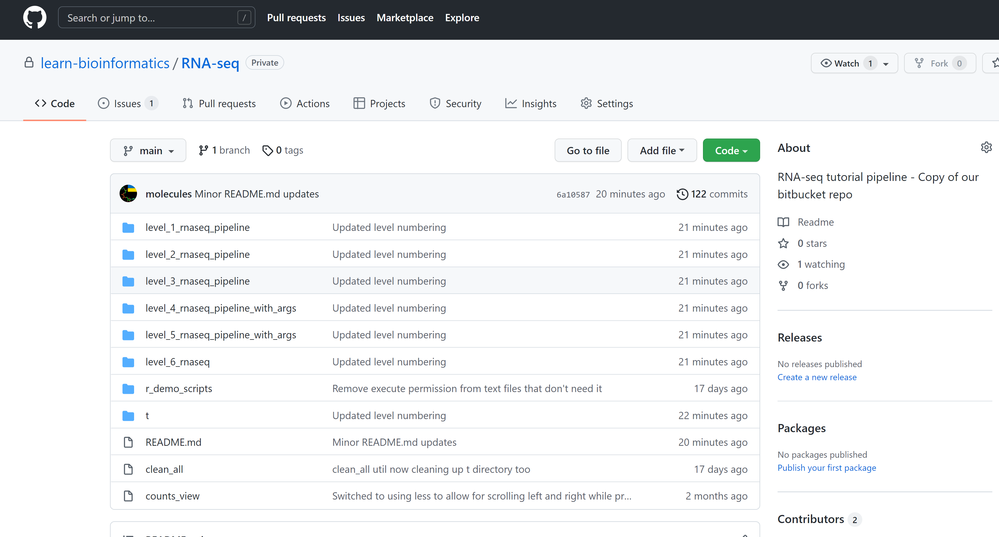 Search or jump to... /
Pull requests Issues Marketplace Explore
learn-bioinformatics / RNA-seq Private
Watch 1
Fork 0
Code Issues 1 Pull requests Actions Projects Security Insights Settings
main 1 branch 0 tags
Go to file Add file Code
molecules Minor README.md updates 6a10587 20 minutes ago 122 commits
level_1_rnaseq_pipeline Updated level numbering 21 minutes ago
level_2_rnaseq_pipeline Updated level numbering 21 minutes ago
level_3_rnaseq_pipeline Updated level numbering 21 minutes ago
level_4_rnaseq_pipeline_with_args Updated level numbering 21 minutes ago
level_5_rnaseq_pipeline_with_args Updated level numbering 21 minutes ago
level_6_rnaseq Updated level numbering 21 minutes ago
r_demo_scripts Remove execute permission from text files that don't need it 17 days ago
t Updated level numbering 22 minutes ago
README.md Minor README.md updates 20 minutes ago
clean_all clean_all util now cleaning up t directory too 17 days ago
counts_view Switched to using less to allow for scrolling left and right while pr... 2 months ago
About
RNA-seq tutorial pipeline - Copy of our
bitbucket repo
Readme
0 stars
1 watching
0 forks
Releases
No releases published
Create a new release
Packages
No packages published
Publish your first package
Contributors 2